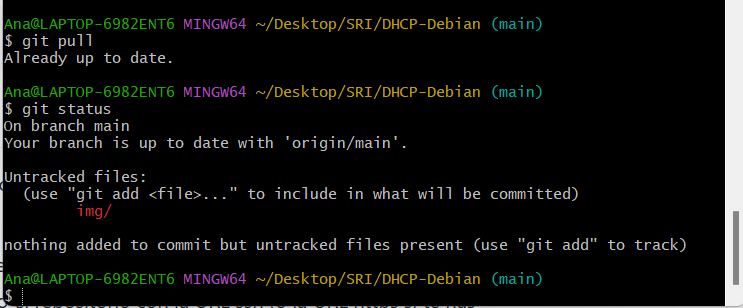 Ana@LAPTOP-6982ENT6 MINGW64 ~/Desktop/SRI/DHCP-Debian (main)
$ git pull
Already up to date.
Ana@LAPTOP-6982ENT6 MINGW64 ~/Desktop/SRI/DHCP-Debian (main)
$ git status
On branch main
Your branch is up to date with 'origin/main'.
Untracked files:
  (use "git add <file>..." to include in what will be committed)
        img/
nothing added to commit but untracked files present (use "git add" to track)
Ana@LAPTOP-6982ENT6 MINGW64 ~/Desktop/SRI/DHCP-Debian (main)
$